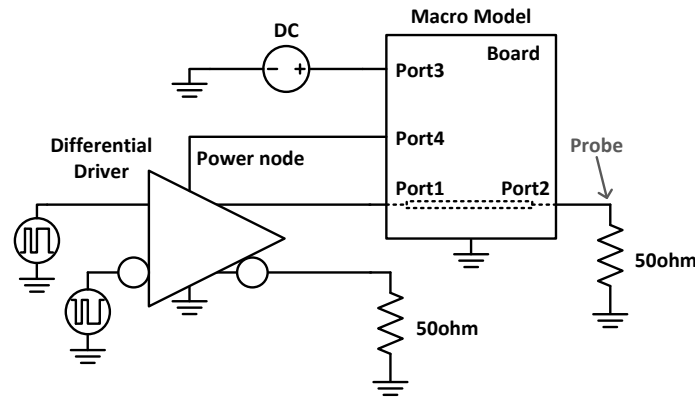 Macro Model
DC
Board
− +
Port3
Differential
Driver
Port4
Power node
Probe
Port1
Port2
50ohm
50ohm